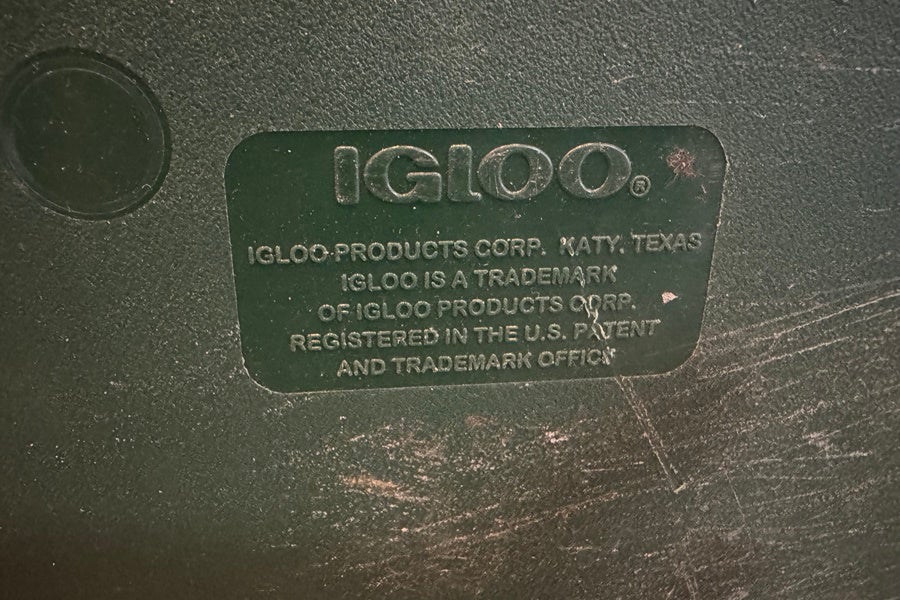 IGLOO®
IGLOO PRODUCTS CORP. KATY, TEXAS
IGLOO IS A TRADEMARK
OF IGLOO PRODUCTS CORP.
REGISTERED IN THE U.S. PATENT
AND TRADEMARK OFFICE